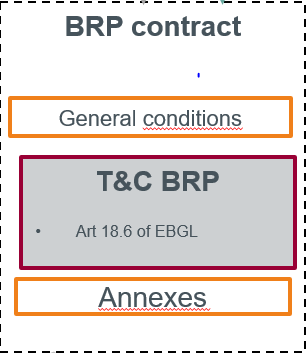 BRP contract
General conditions
T&C BRP
• Art 18.6 of EBGL
Annexes